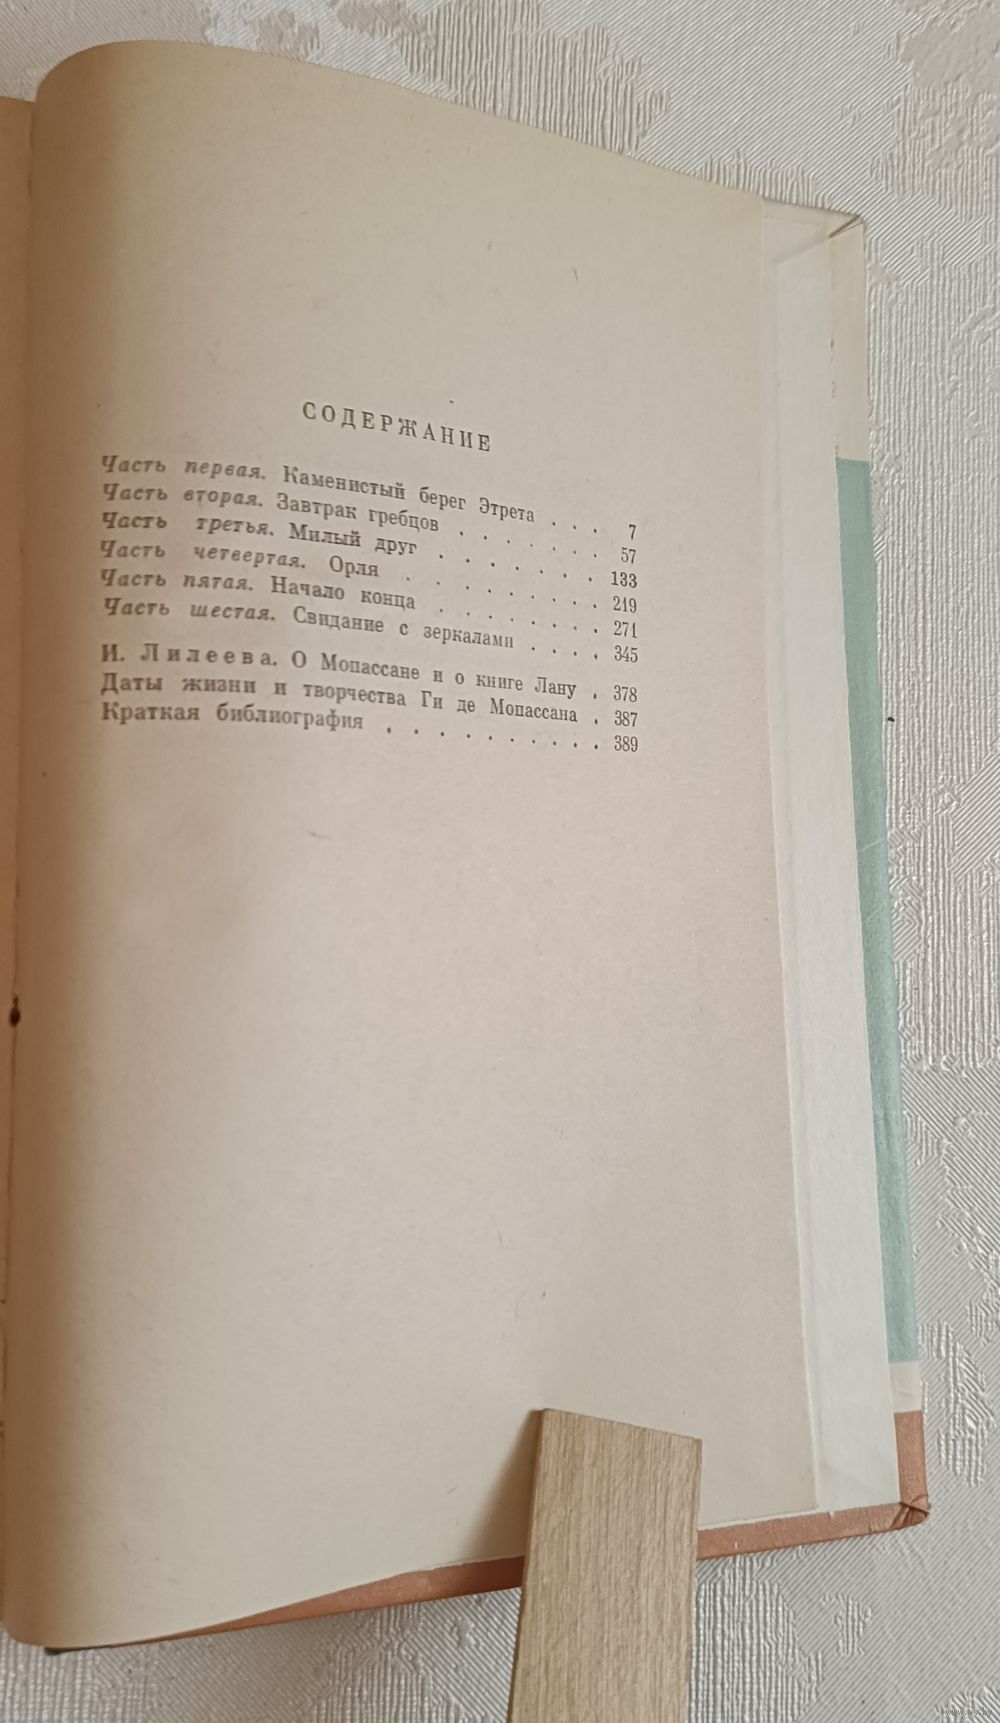 СОДЕРЖАНИЕ
Часть первая. Каменистый берег Этрета . . . 7
Часть вторая. Завтрак гребцов . . . . . . 57
Часть третья. Милый друг . . . . . . . 133
Часть четвертая. Орля . . . . . . . . 219
Часть пятая. Начало конца . . . . . . . 271
Часть шестая. Свидание с зеркалами . . . . 345
И. Лилеева. О Мопассане и о книге Лану . 378
Даты жизни и творчества Ги де Мопассана . 387
Краткая библиография . . . . . . . . . 389